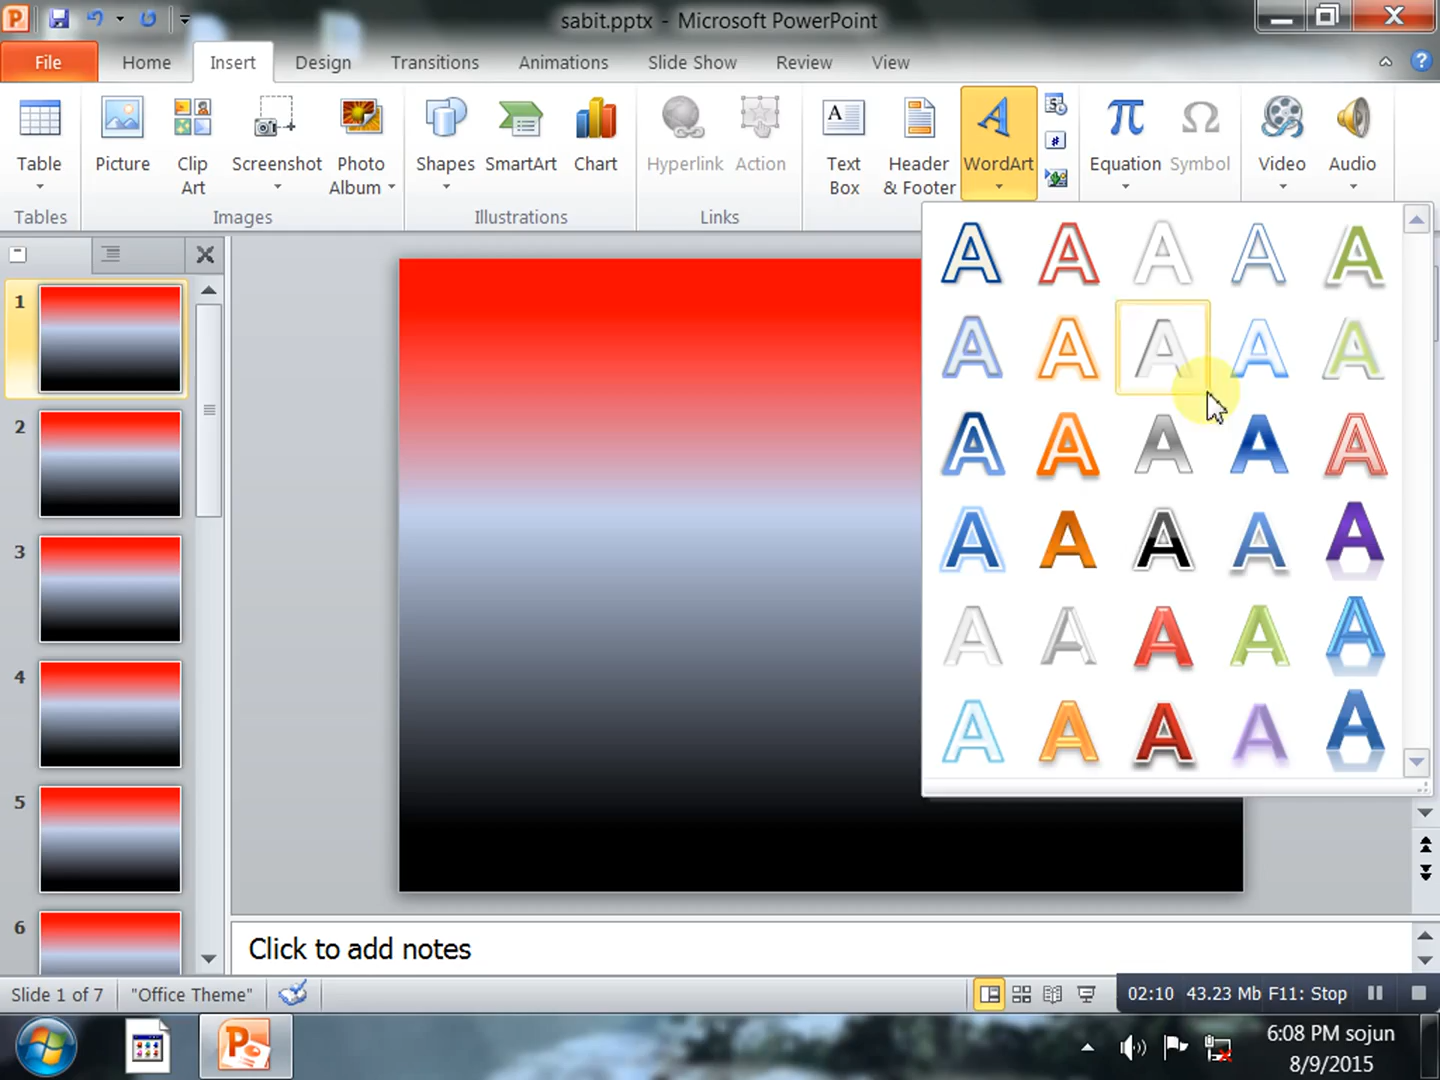 sabit.pptx - Microsoft PowerPoint
File Home Insert Design Transitions Animations Slide Show Review View
Table
Picture
Clip
Art
Screenshot
Photo
Album
Shapes
SmartArt
Chart
Hyperlink
Action
Text
Box
Header
& Footer
WordArt
Equation
Symbol
Video
Audio
Tables
Images
Illustrations
Links
A A A A A
A A A A A
A A A A A
A A A A A
A A A A A
A A A A A
1
2
3
4
5
6
Click to add notes
Slide 1 of 7
"Office Theme"
02:10 43.23 Mb F11: Stop
6:08 PM sojun
8/9/2015